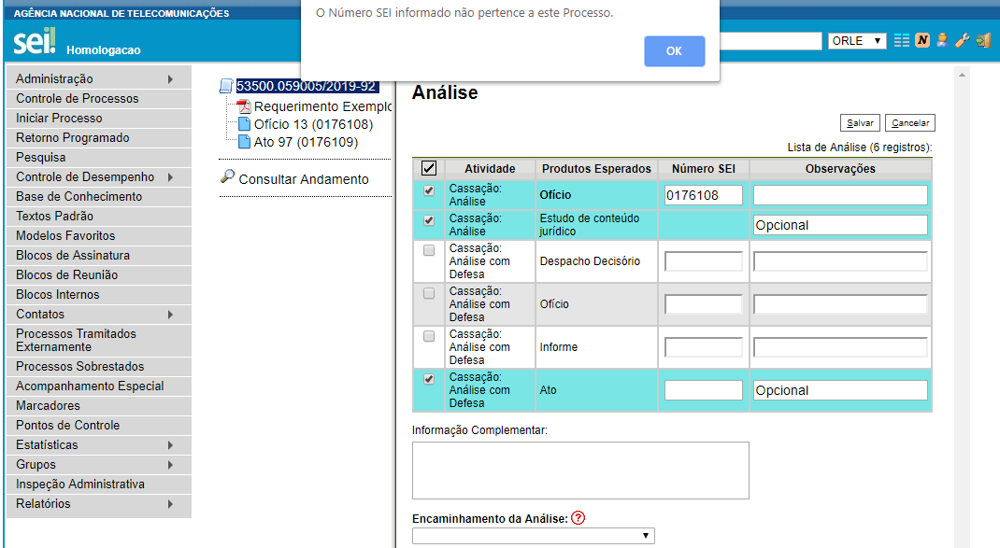 AGÊNCIA NACIONAL DE TELECOMUNICAÇÕES
O Número SEI informado não pertence a este Processo.
OK
sei!
Homologacao
ORLE
N
Administração
Controle de Processos
Iniciar Processo
Retorno Programado
Pesquisa
Controle de Desempenho
Base de Conhecimento
Textos Padrão
Modelos Favoritos
Blocos de Assinatura
Blocos de Reunião
Blocos Internos
Contatos
Processos Tramitados
Externamente
Processos Sobrestados
Acompanhamento Especial
Marcadores
Pontos de Controle
Estatísticas
Grupos
Inspeção Administrativa
Relatórios
53500.059005/2019-92
Requerimento Exemplo
Ofício 13 (0176108)
Ato 97 (0176109)
Consultar Andamento
Análise
Salvar Cancelar
Lista de Análise (6 registros):
Atividade Produtos Esperados Número SEI Observações
Cassação:
Análise
Ofício 0176108
Cassação:
Análise
Estudo de conteúdo
jurídico
Opcional
Cassação:
Análise com
Defesa
Despacho Decisório
Cassação:
Análise com
Defesa
Ofício
Cassação:
Análise com
Defesa
Informe
Cassação:
Análise com
Defesa
Ato Opcional
Informação Complementar:
Encaminhamento da Análise: ?